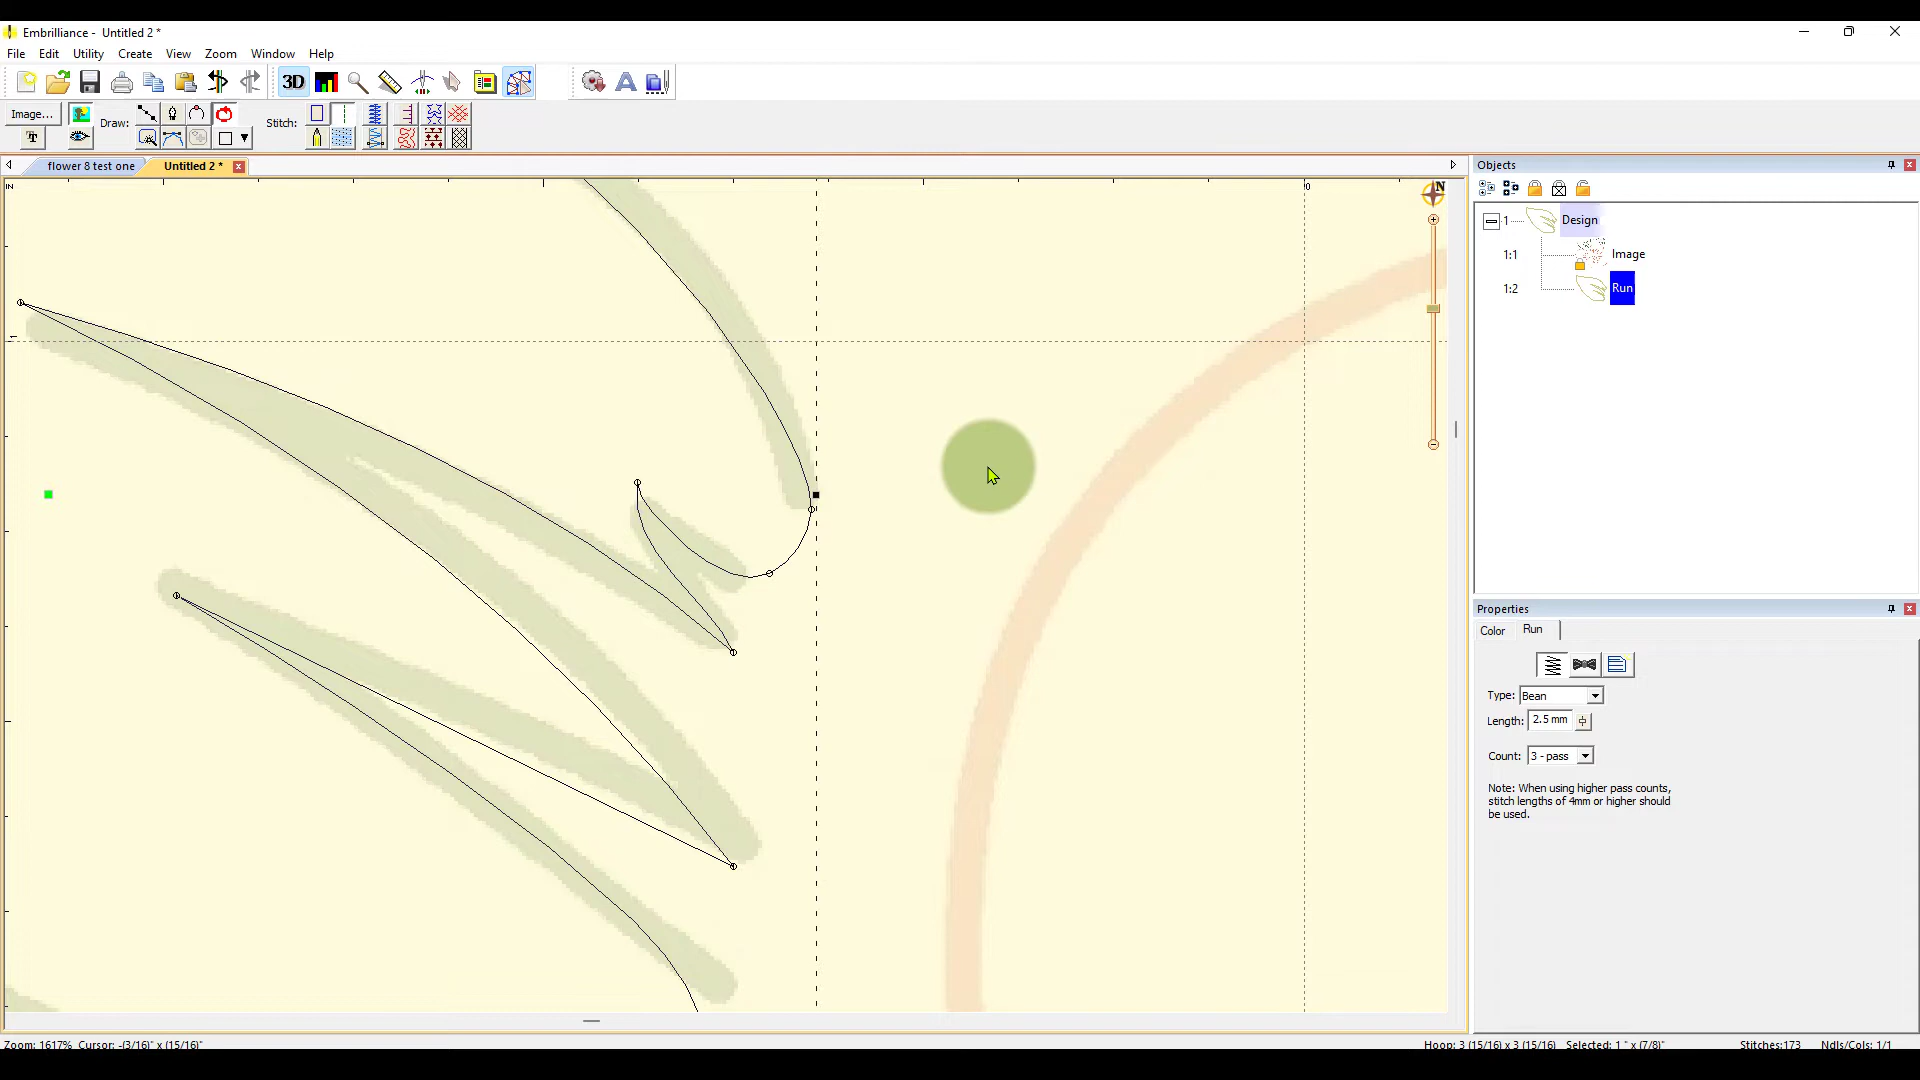 Embrilliance - Untitled 2 *
File Edit Utility Create View Zoom Window Help
3D
Image... Draw: Stitch:
flower 8 test one Untitled 2 *
IN 0 N
1
Objects
1 Design
1:1 Image
1:2 Run
Properties
Color Run
Type: Bean
Length: 2.5 mm
Count: 3 - pass
Note: When using higher pass counts,
stitch lengths of 4mm or higher should
be used.
Zoom: 1617% Cursor: -(3/16)" x (15/16)" Hoop: 3 (15/16) x 3 (15/16) Selected: 1 " x (7/8)" Stitches:173 Ndls/Cols: 1/1